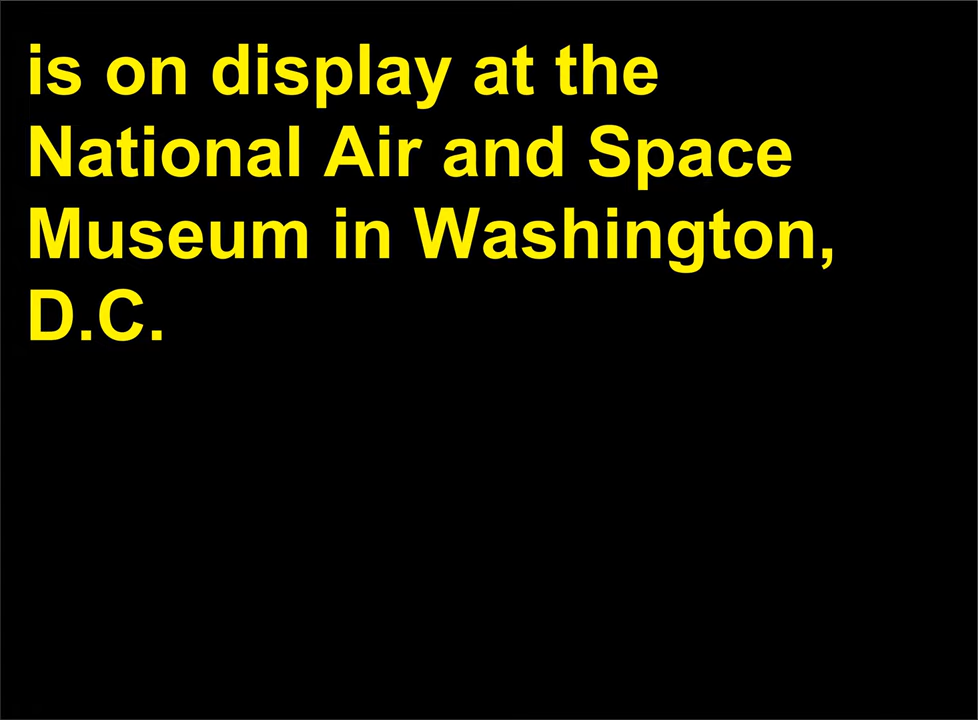 is on display at the
National Air and Space
Museum in Washington,
D.C.